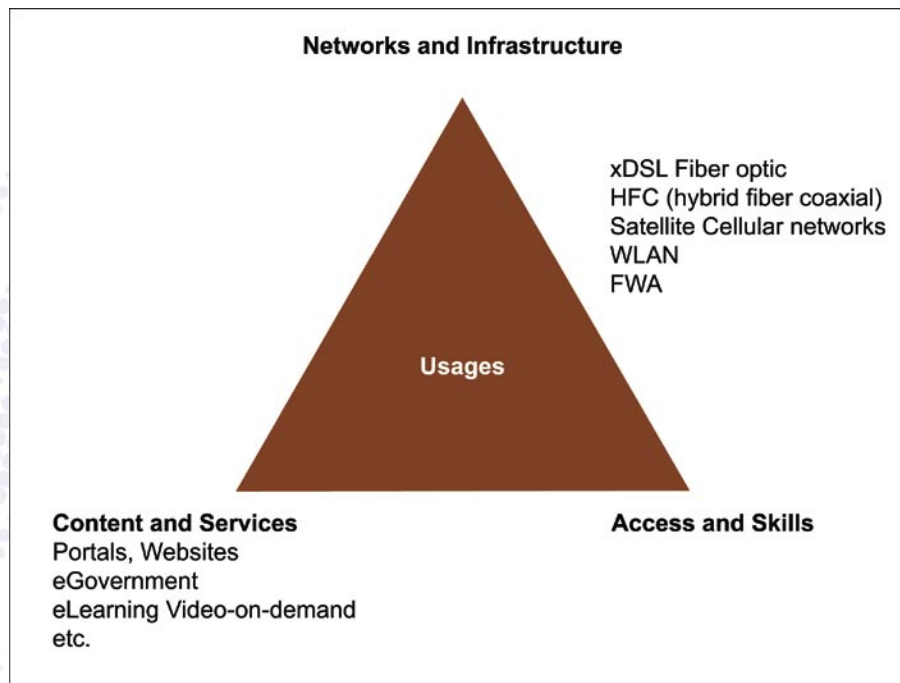 Networks and Infrastructure
xDSL Fiber optic
HFC (hybrid fiber coaxial)
Satellite Cellular networks
WLAN
FWA
Usages
Content and Services
Portals, Websites
eGovernment
eLearning Video-on-demand
etc.
Access and Skills